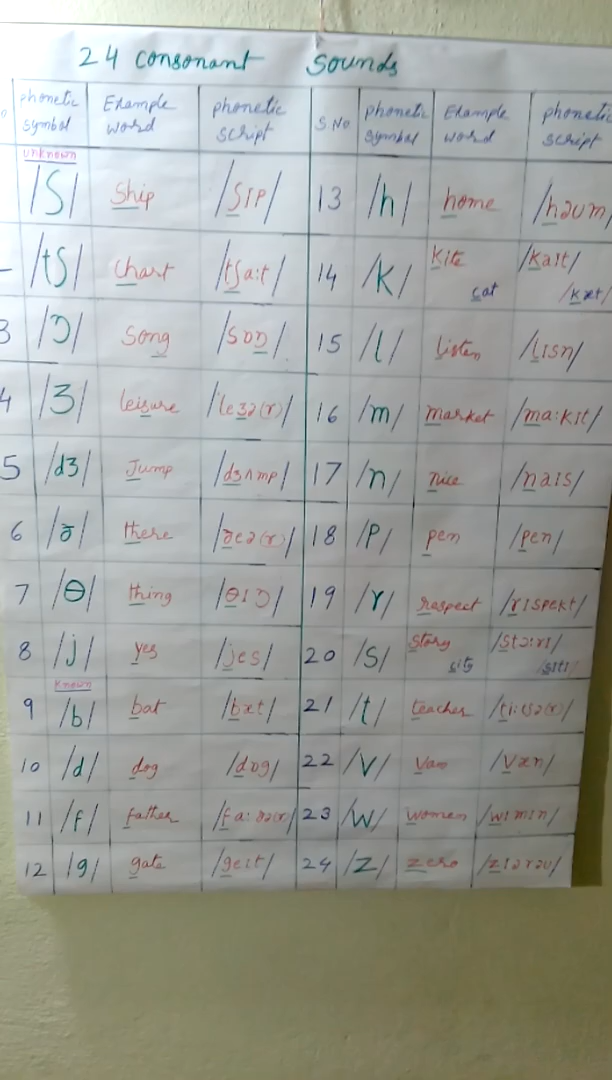 24 consonant sounds
phonetic symbol Example word phonetic script S.No phonetic symbol Example word phonetic script
unknown
/ʃ/ Ship /ʃɪp/ 13 /h/ home /həʊm/
/tʃ/ chart /tʃa:t/ 14 /k/ kite cat /kaɪt/ /kæt/
3 /ŋ/ Song /sɒŋ/ 15 /l/ listen /lɪsn/
4 /ʒ/ leisure /'leʒə(r)/ 16 /m/ market /ma:kɪt/
5 /dʒ/ Jump /dʒʌmp/ 17 /n/ nice /nais/
6 /ð/ there /ðeə(r)/ 18 /p/ pen /pen/
7 /θ/ thing /θɪŋ/ 19 /r/ respect /rɪspekt/
8 /j/ yes /jes/ 20 /s/ story city /stɔ:rɪ/ /sɪtɪ/
known
9 /b/ bat /bæt/ 21 /t/ teacher /ti:tʃə(r)/
10 /d/ dog /dɒg/ 22 /v/ van /væn/
11 /f/ father /fa:ðə(r)/ 23 /w/ women /wɪmɪn/
12 /g/ gate /geɪt/ 24 /z/ zero /zɪərəʊ/